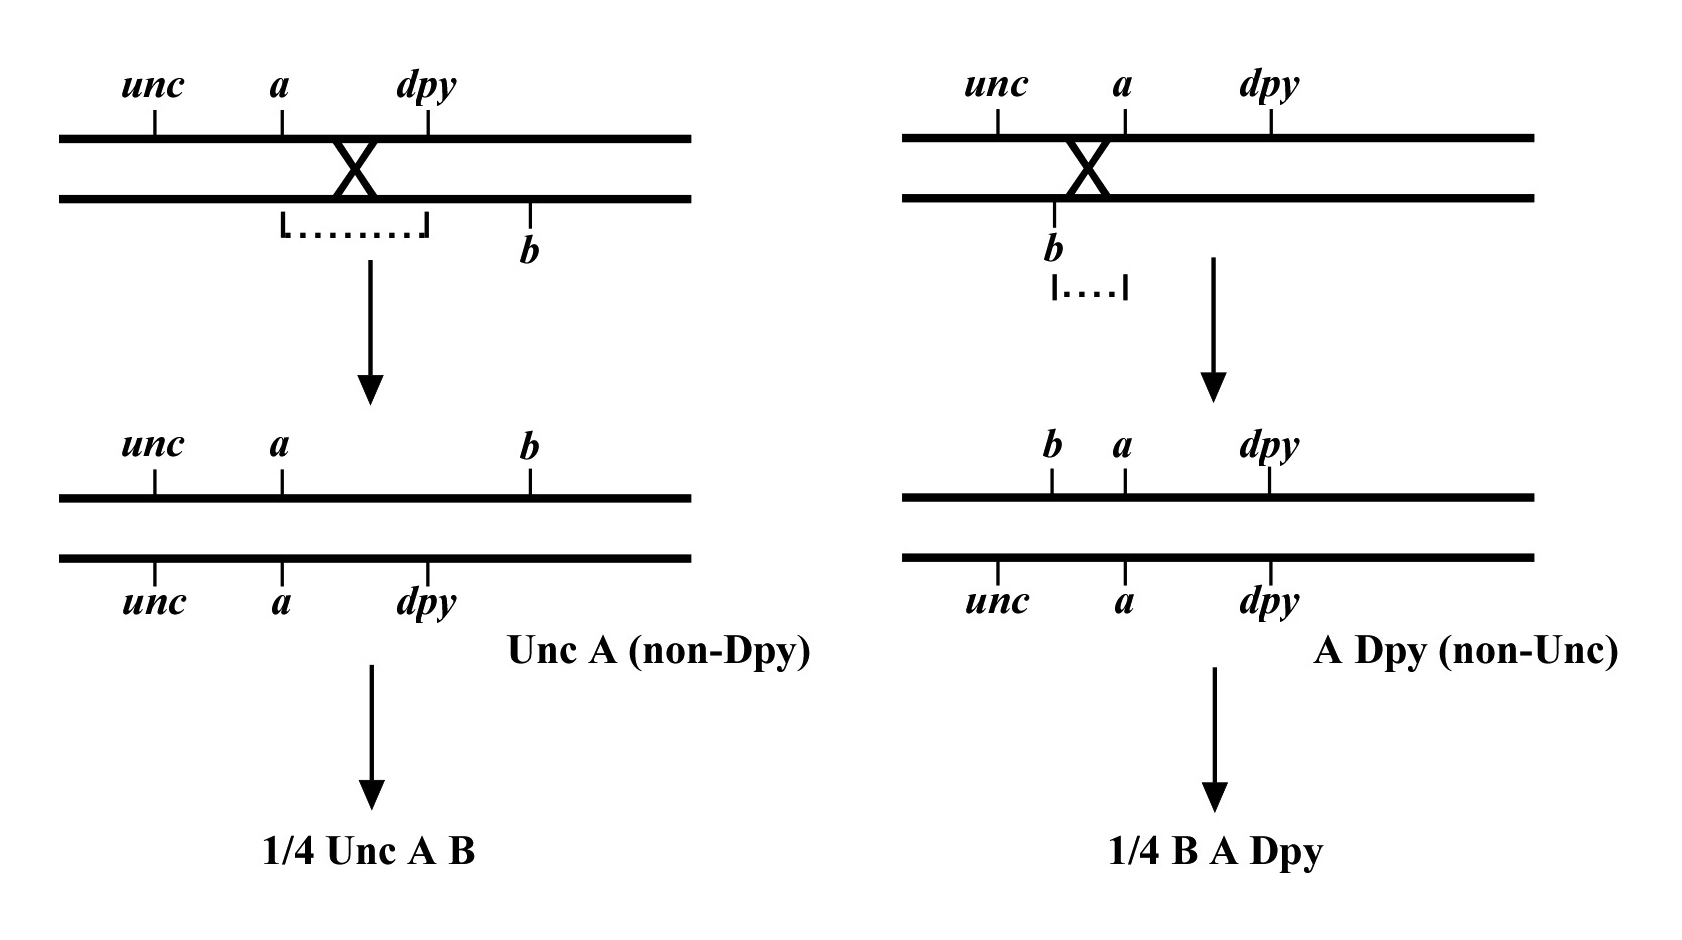 unc a dpy
b
unc a b
unc a dpy
Unc A (non-Dpy)
1/4 Unc A B
unc a dpy
b
b a dpy
unc a dpy
A Dpy (non-Unc)
1/4 B A Dpy